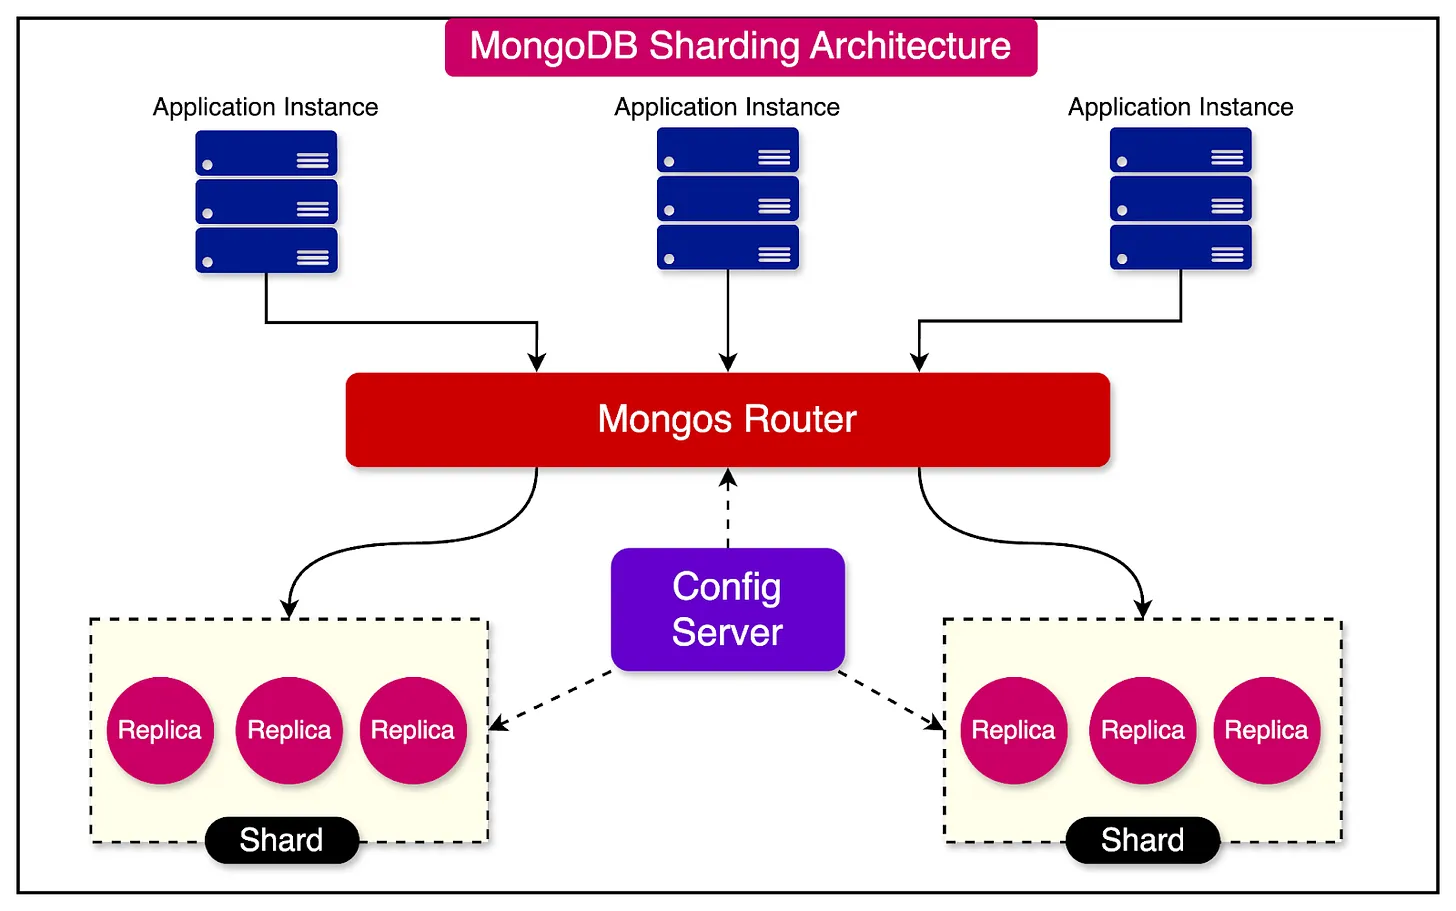 MongoDB Sharding Architecture
Application Instance
Application Instance
Application Instance
Mongos Router
Config
Server
Replica
Replica
Replica
Replica
Replica
Replica
Shard
Shard